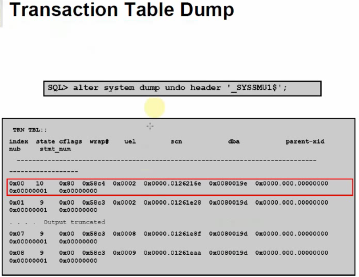 Transaction Table Dump
SQL> alter system dump undo header '_SYSSMU1$';
TRN TBL::
index state cflags wrap# uel scn dba parent-xid
nub stmt_num
------------------------------------------------
------------------
0x00 10 0x80 0x58c4 0x0002 0x0000.0126216e 0x0080019e 0x0000.000.00000000
0x00000001 0x00000000
0x01 9 0x00 0x58c3 0x0002 0x0000.01261e28 0x0080019d 0x0000.000.00000000
0x00000001 0x00000000
. . . . Output truncated
0x07 9 0x00 0x58c3 0x0008 0x0000.01261e8f 0x0080019d 0x0000.000.00000000
0x00000001 0x00000000
0x08 9 0x00 0x58c3 0x0009 0x0000.01261eaa 0x0080019d 0x0000.000.00000000
0x00000001 0x00000000